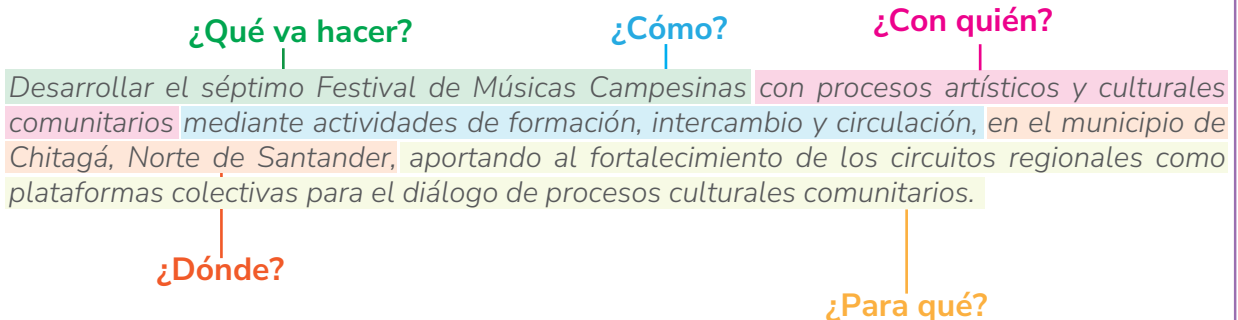 ¿Qué va hacer?
¿Cómo?
¿Con quién?
Desarrollar el séptimo Festival de Músicas Campesinas con procesos artísticos y culturales
comunitarios mediante actividades de formación, intercambio y circulación, en el municipio de
Chitagá, Norte de Santander, aportando al fortalecimiento de los circuitos regionales como
plataformas colectivas para el diálogo de procesos culturales comunitarios.
¿Dónde?
¿Para qué?